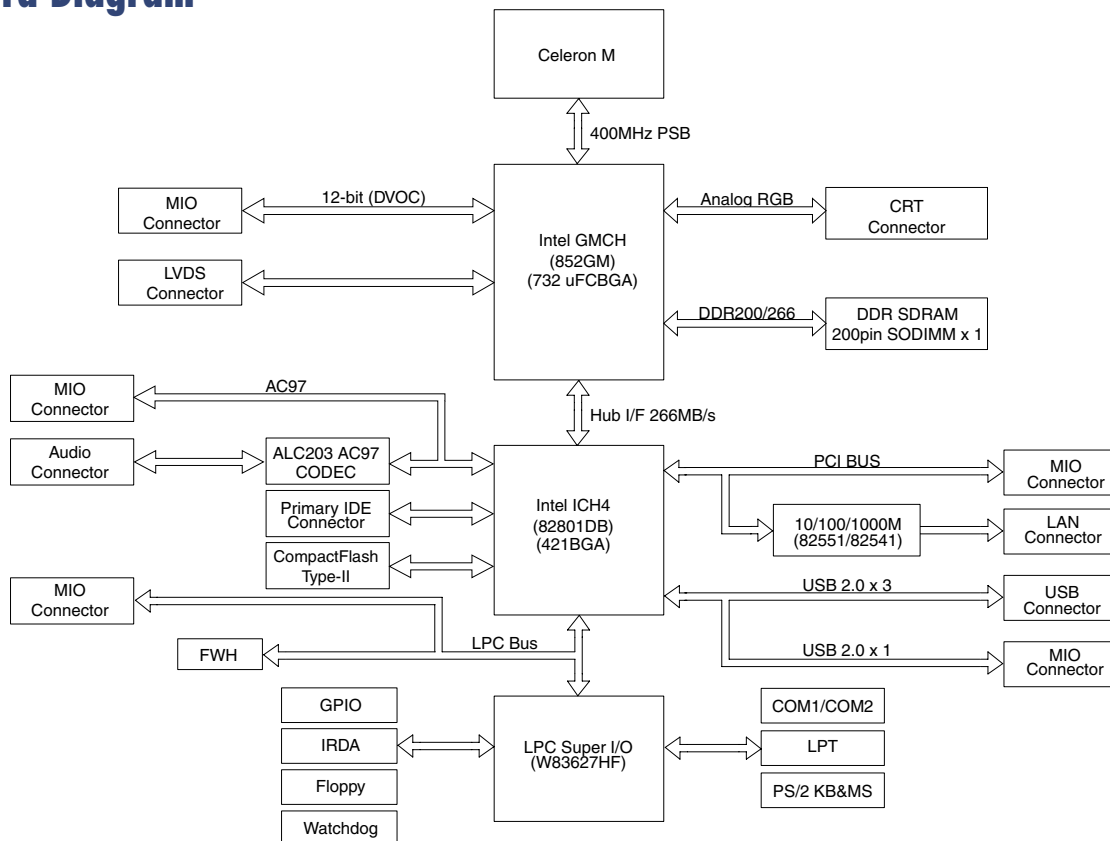 Diagram
Celeron M
400MHz PSB
MIO
Connector
12-bit (DVOC)
LVDS
Connector
Intel GMCH
(852GM)
(732 uFCBGA)
Analog RGB
CRT
Connector
DDR200/266
DDR SDRAM
200pin SODIMM x 1
Hub I/F 266MB/s
MIO
Connector
AC97
Audio
Connector
ALC203 AC97
CODEC
Primary IDE
Connector
CompactFlash
Type-II
Intel ICH4
(82801DB)
(421BGA)
PCI BUS
MIO
Connector
10/100/1000M
(82551/82541)
LAN
Connector
USB 2.0 x 3
USB
Connector
USB 2.0 x 1
MIO
Connector
MIO
Connector
LPC Bus
FWH
GPIO
IRDA
Floppy
Watchdog
LPC Super I/O
(W83627HF)
COM1/COM2
LPT
PS/2 KB&MS